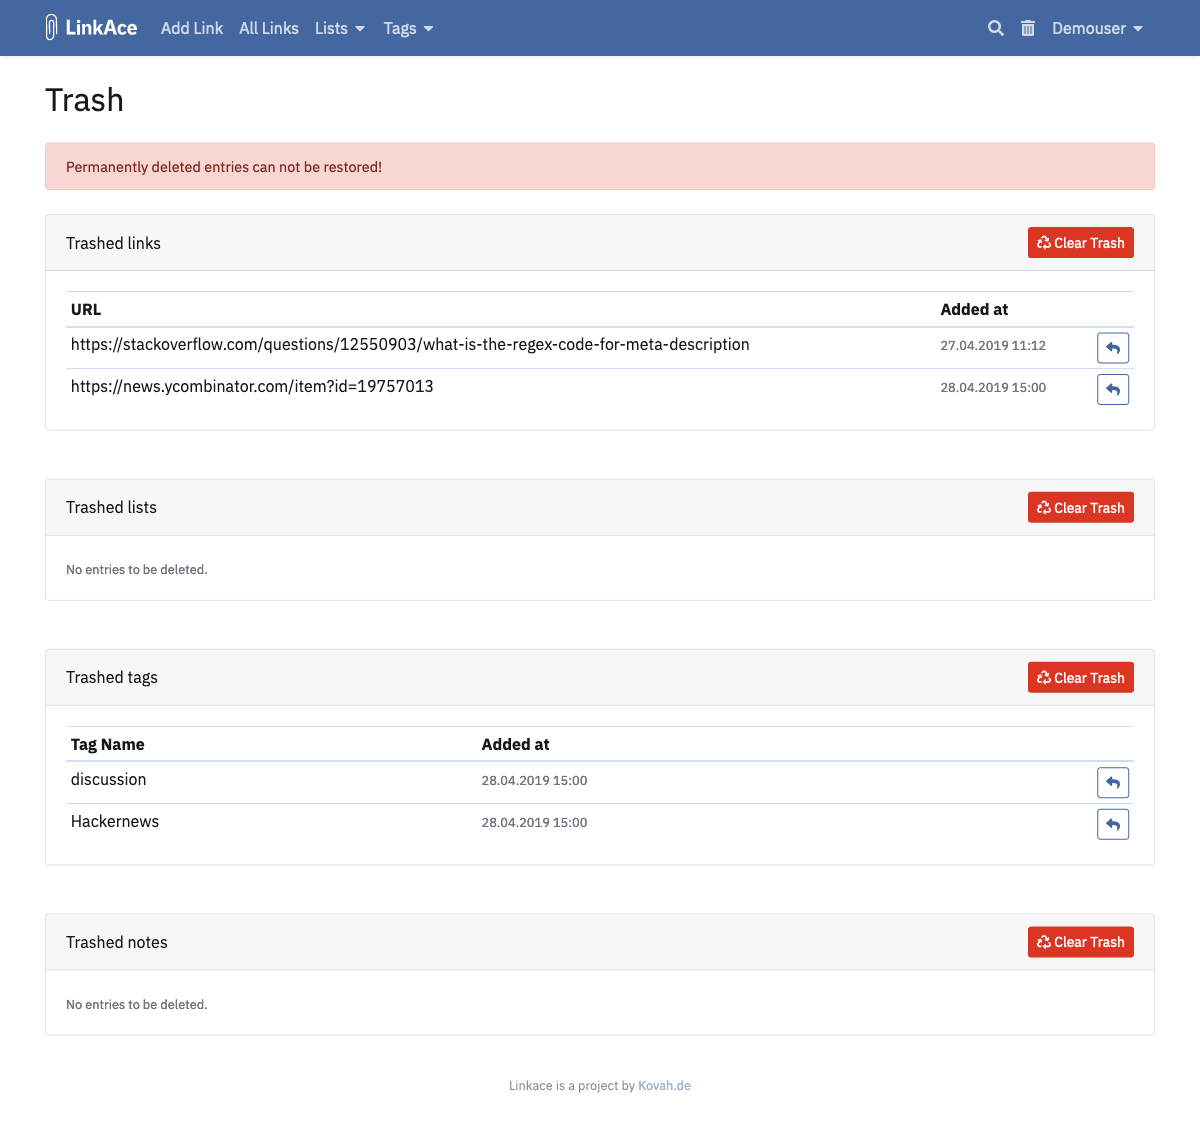 LinkAce Add Link All Links Lists Tags Demouser
Trash
Permanently deleted entries can not be restored!
Trashed links Clear Trash
URL Added at
https://stackoverflow.com/questions/12550903/what-is-the-regex-code-for-meta-description 27.04.2019 11:12
https://news.ycombinator.com/item?id=19757013 28.04.2019 15:00
Trashed lists Clear Trash
No entries to be deleted.
Trashed tags Clear Trash
Tag Name Added at
discussion 28.04.2019 15:00
Hackernews 28.04.2019 15:00
Trashed notes Clear Trash
No entries to be deleted.
Linkace is a project by Kovah.de